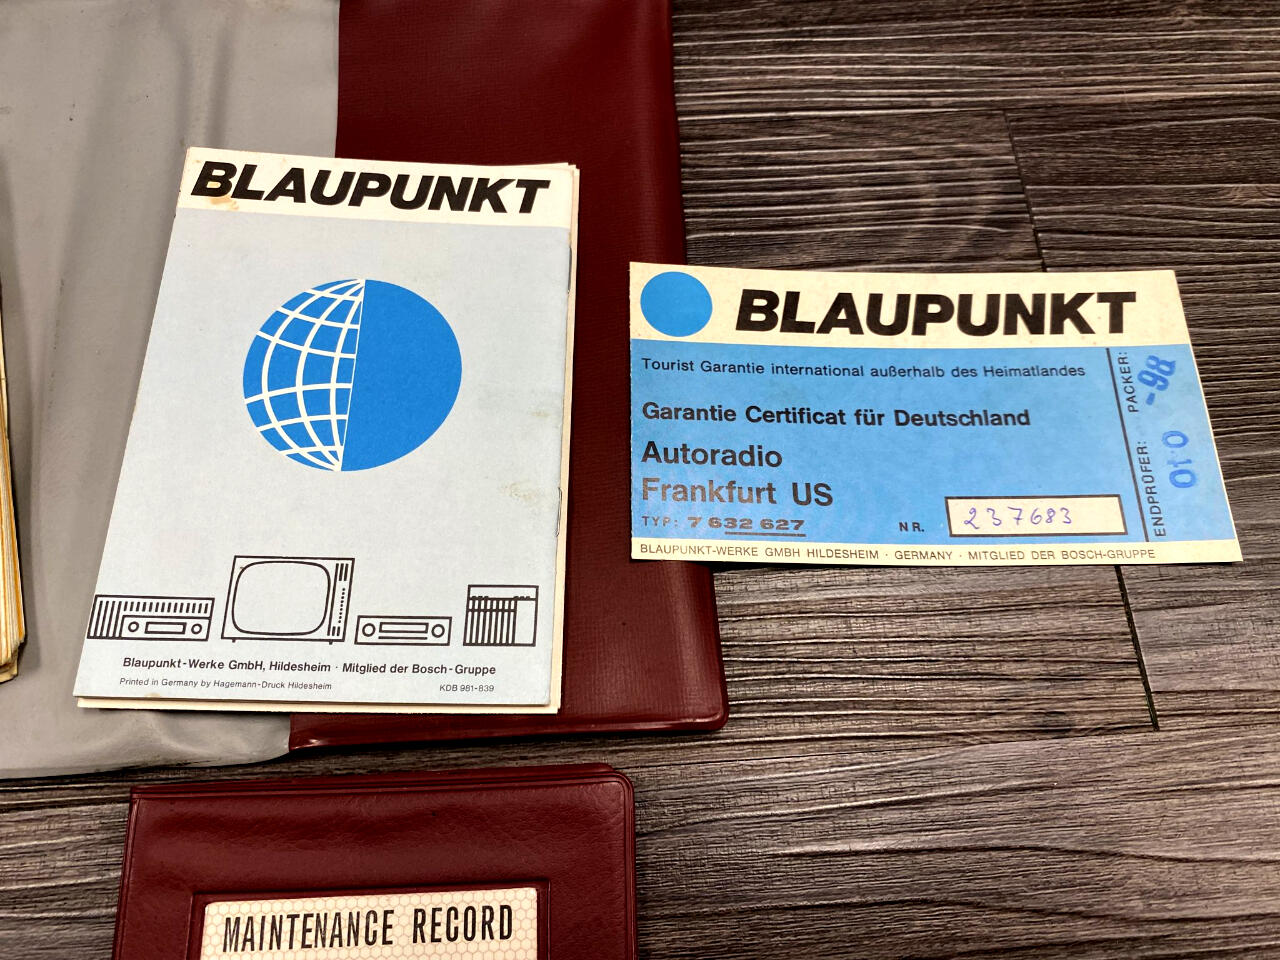 BLAUPUNKT
Blaupunkt-Werke GmbH, Hildesheim · Mitglied der Bosch-Gruppe
Printed in Germany by Hagemann-Druck Hildesheim
KDB 981-839
BLAUPUNKT
Tourist Garantie international außerhalb des Heimatlandes
Garantie Certificat für Deutschland
Autoradio
Frankfurt US
TYP: 7 632 627
NR. 237683
PACKER: -98
ENDPRÜFER: 010
BLAUPUNKT-WERKE GMBH HILDESHEIM · GERMANY · MITGLIED DER BOSCH-GRUPPE
MAINTENANCE RECORD